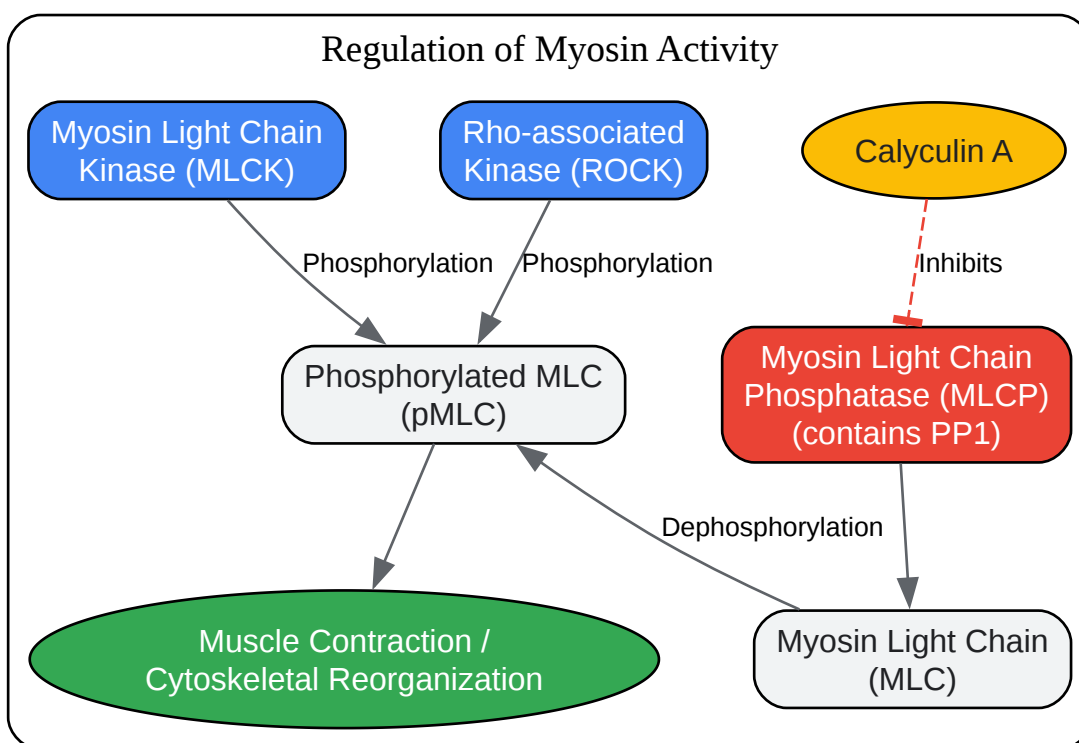 Regulation of Myosin Activity
Myosin Light Chain
Kinase (MLCK)
Rho-associated
Kinase (ROCK)
Calyculin A
Phosphorylation
Phosphorylation
Inhibits
Phosphorylated MLC
(pMLC)
Myosin Light Chain
Phosphatase (MLCP)
(contains PP1)
Dephosphorylation
Muscle Contraction /
Cytoskeletal Reorganization
Myosin Light Chain
(MLC)